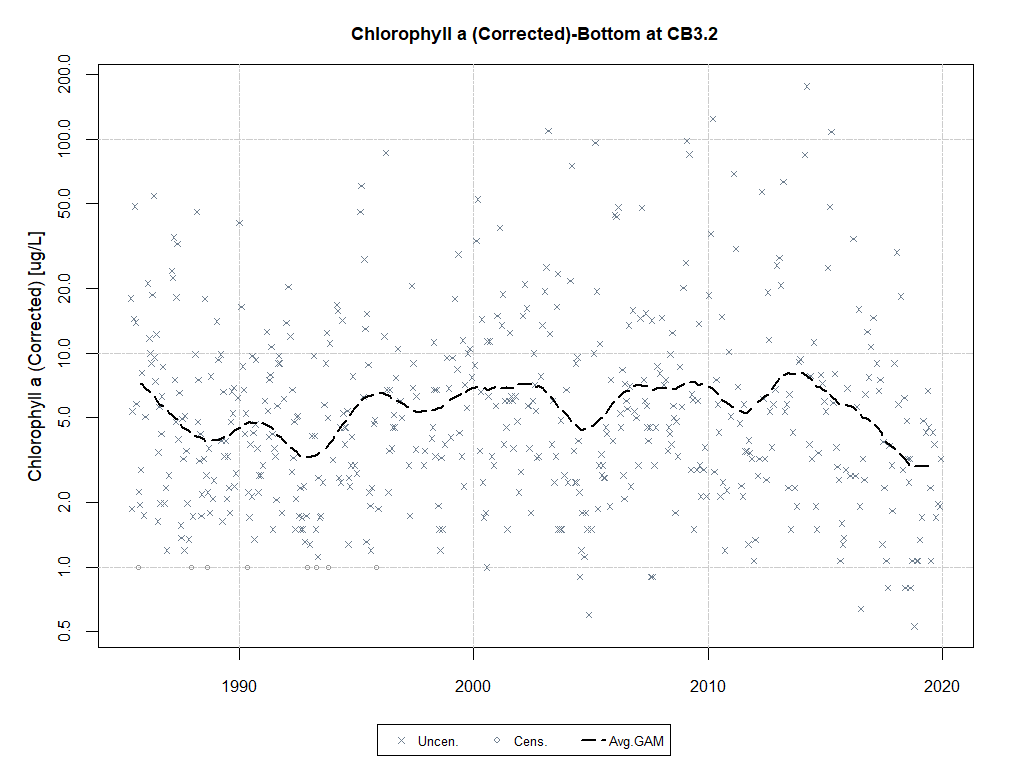 Chlorophyll a (Corrected)-Bottom at CB3.2
Chlorophyll a (Corrected) [ug/L]
200.0
100.0
50.0
20.0
10.0
5.0
2.0
1.0
0.5
1990 2000 2010 2020
Uncen. Cens. Avg.GAM